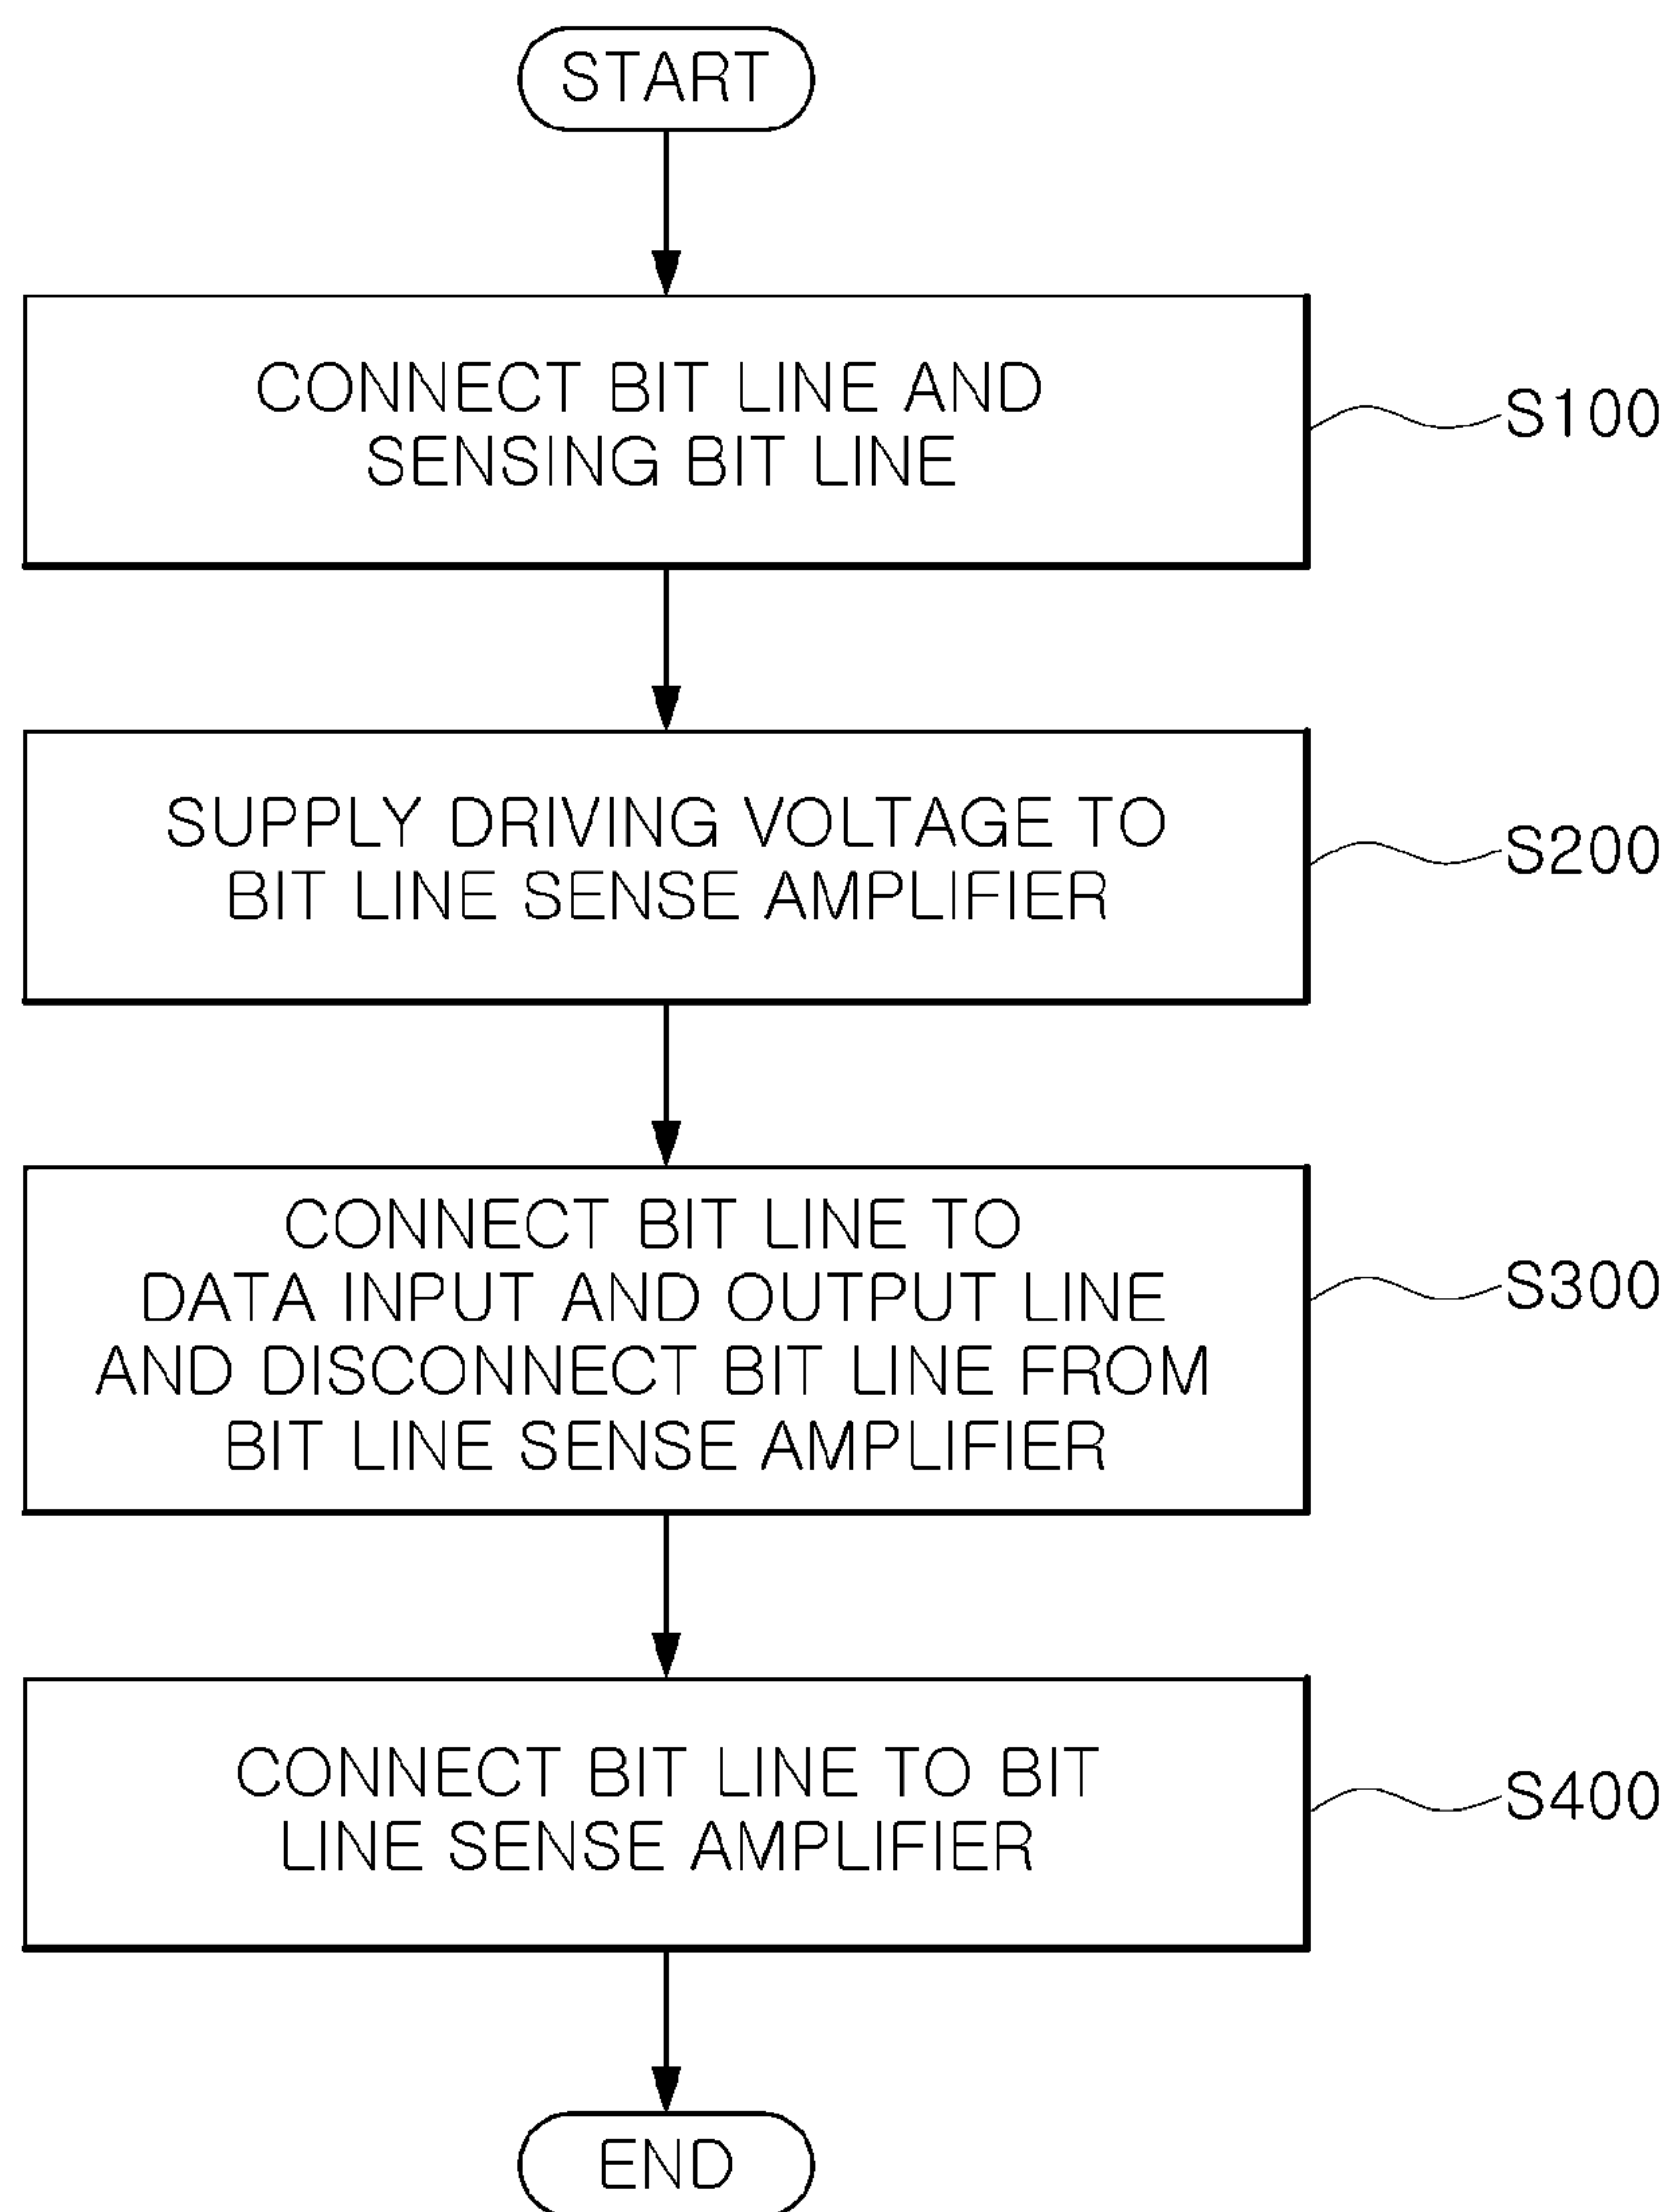 START
CONNECT BIT LINE AND
SENSING BIT LINE
S100
SUPPLY DRIVING VOLTAGE TO
BIT LINE SENSE AMPLIFIER
S200
CONNECT BIT LINE TO
DATA INPUT AND OUTPUT LINE
AND DISCONNECT BIT LINE FROM
BIT LINE SENSE AMPLIFIER
S300
CONNECT BIT LINE TO BIT
LINE SENSE AMPLIFIER
S400
END